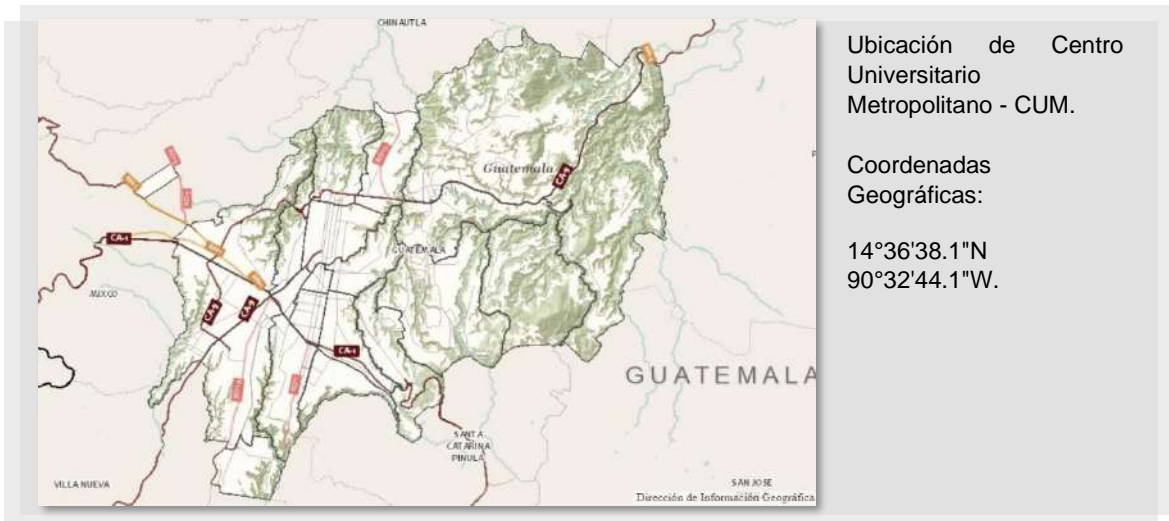 CHINAUTLA
Guatemala
CA-9
GUATEMALA
CA-1
MIXCO
CA-9
CA-9
CA-1
GUATEMALA
SANTA
CATARINA
PINULA
VILLA NUEVA
SAN JOSE
Dirección de Información Geográfica
Ubicación de Centro
Universitario
Metropolitano - CUM.
Coordenadas
Geográficas:
14°36'38.1"N
90°32'44.1"W.